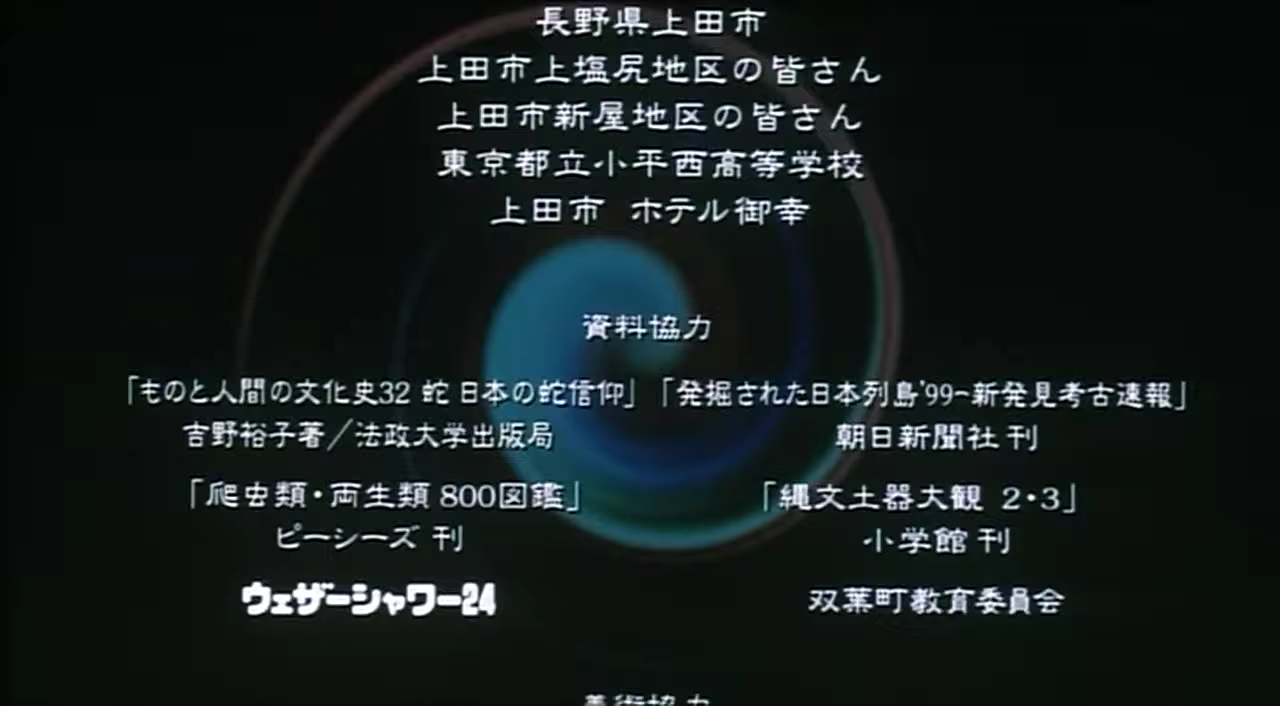 長野県上田市
上田市上塩尻地区の皆さん
上田市新屋地区の皆さん
東京都立小平西高等学校
上田市 ホテル御幸
資料協力
「ものと人間の文化史32 蛇 日本の蛇信仰」「発掘された日本列島'99~新発見考古速報」
吉野裕子著/法政大学出版局 朝日新聞社 刊
「爬虫類・両生類 800図鑑」 「縄文土器大観 2・3」
ピーシーズ 刊 小学館 刊
ウェザーシャワー24 双葉町教育委員会
美術協力